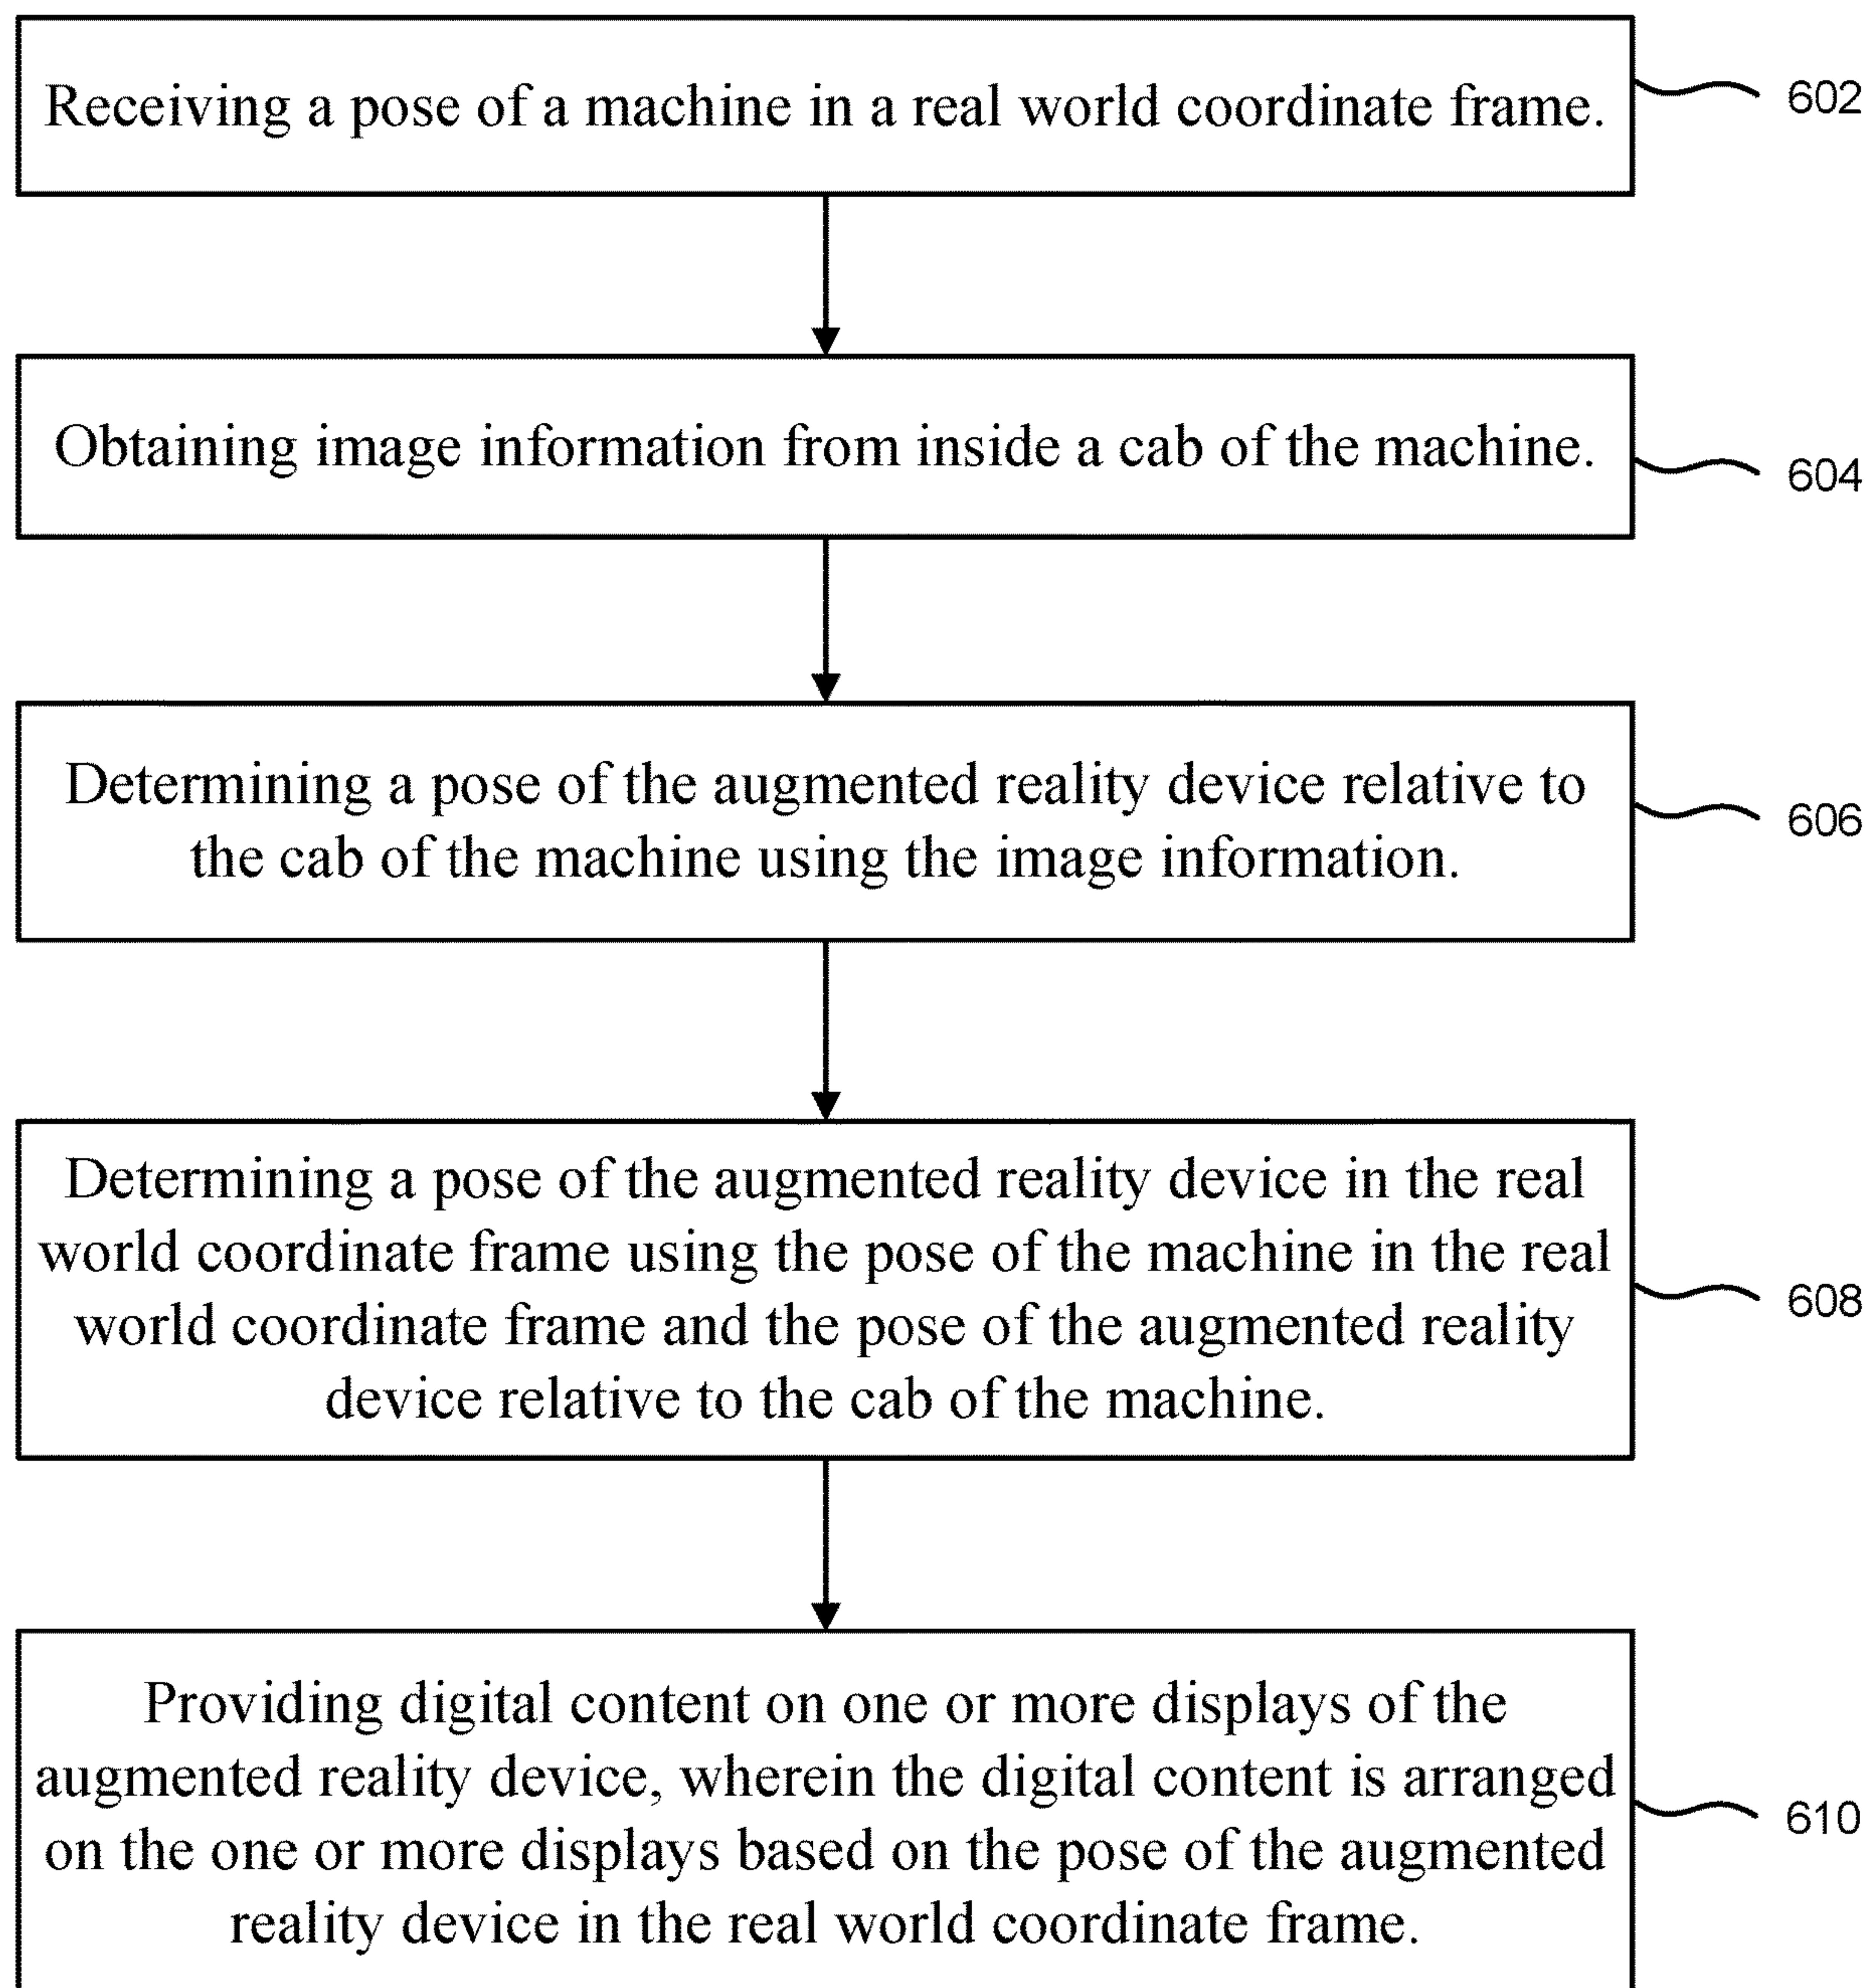 Receiving a pose of a machine in a real world coordinate frame.
602
Obtaining image information from inside a cab of the machine.
604
Determining a pose of the augmented reality device relative to
the cab of the machine using the image information.
606
Determining a pose of the augmented reality device in the real
world coordinate frame using the pose of the machine in the real
world coordinate frame and the pose of the augmented reality
device relative to the cab of the machine.
608
Providing digital content on one or more displays of the
augmented reality device, wherein the digital content is arranged
on the one or more displays based on the pose of the augmented
reality device in the real world coordinate frame.
610